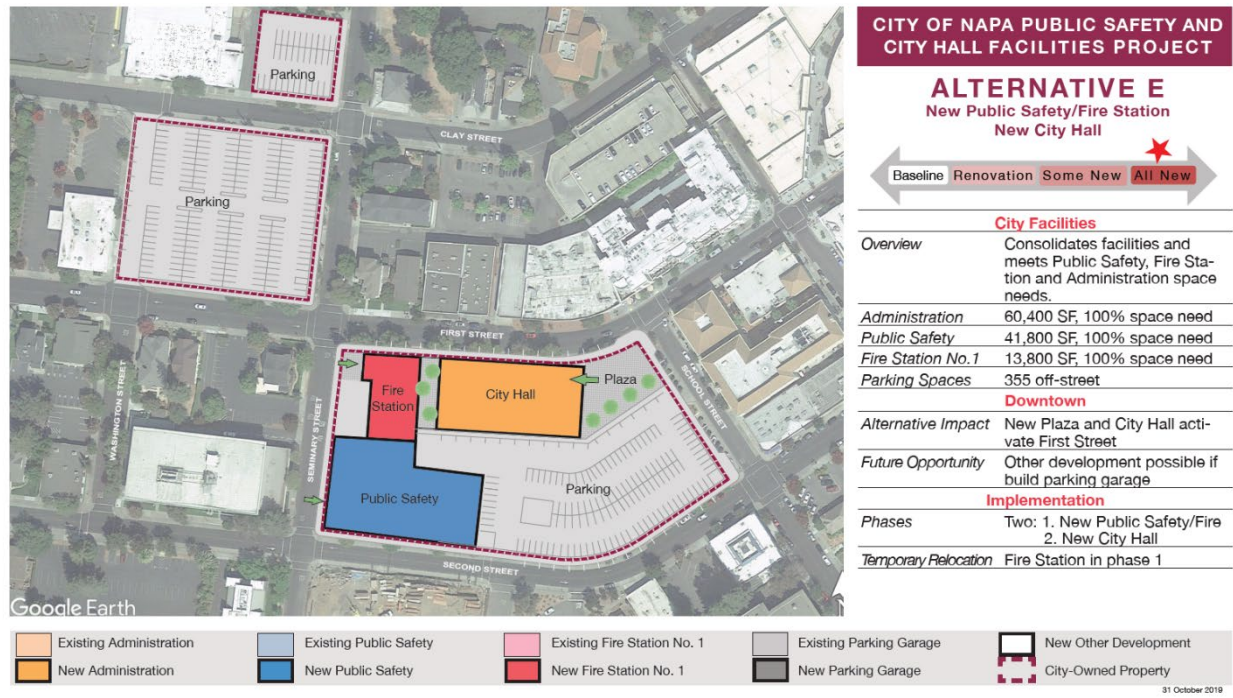 Parking
CLAY STREET
Parking
FIRST STREET
WASHINGTON STREET
SEMINARY STREET
SCHOOL STREET
Fire
Station
City Hall
Plaza
Public Safety
Parking
SECOND STREET
Google Earth
CITY OF NAPA PUBLIC SAFETY AND
CITY HALL FACILITIES PROJECT
ALTERNATIVE E
New Public Safety/Fire Station
New City Hall
Baseline Renovation Some New All New
City Facilities
Overview Consolidates facilities and
meets Public Safety, Fire Sta-
tion and Administration space
needs.
Administration 60,400 SF, 100% space need
Public Safety 41,800 SF, 100% space need
Fire Station No.1 13,800 SF, 100% space need
Parking Spaces 355 off-street
Downtown
Alternative Impact New Plaza and City Hall acti-
vate First Street
Future Opportunity Other development possible if
build parking garage
Implementation
Phases Two: 1. New Public Safety/Fire
2. New City Hall
Temporary Relocation Fire Station in phase 1
Existing Administration Existing Public Safety Existing Fire Station No. 1 Existing Parking Garage New Other Development
New Administration New Public Safety New Fire Station No. 1 New Parking Garage City-Owned Property
31 October 2019